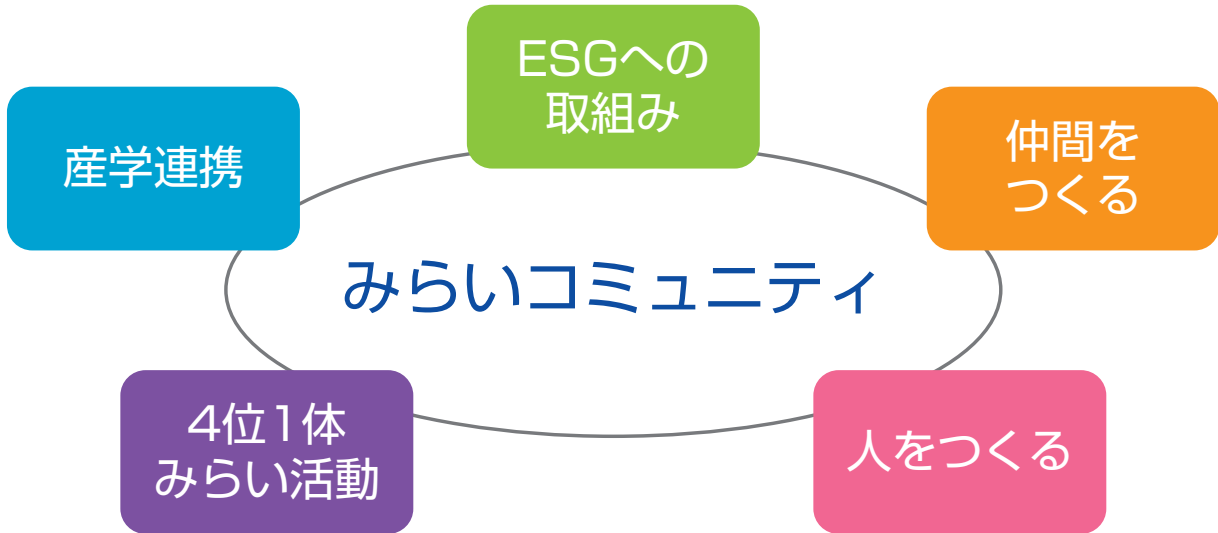 ESGへの
取組み
産学連携
仲間を
つくる
みらいコミュニティ
4位1体
みらい活動
人をつくる